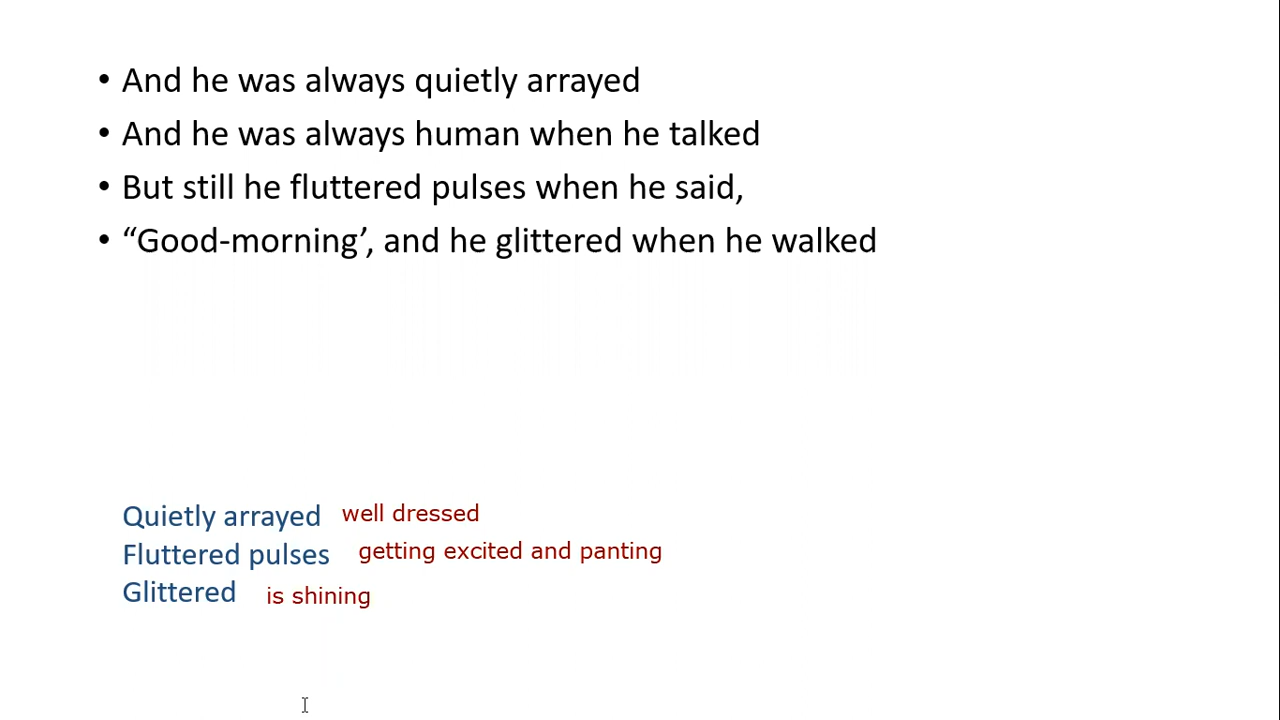 • And he was always quietly arrayed
• And he was always human when he talked
• But still he fluttered pulses when he said,
• “Good-morning’, and he glittered when he walked
Quietly arrayed well dressed
Fluttered pulses getting excited and panting
Glittered is shining